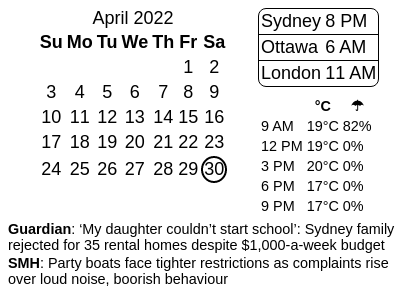 April 2022
Su Mo Tu We Th Fr Sa
1 2
3 4 5 6 7 8 9
10 11 12 13 14 15 16
17 18 19 20 21 22 23
24 25 26 27 28 29 30
Sydney 8 PM
Ottawa 6 AM
London 11 AM
°C ☂
9 AM 19°C 82%
12 PM 19°C 0%
3 PM 20°C 0%
6 PM 17°C 0%
9 PM 17°C 0%
Guardian: ‘My daughter couldn’t start school’: Sydney family
rejected for 35 rental homes despite $1,000-a-week budget
SMH: Party boats face tighter restrictions as complaints rise
over loud noise, boorish behaviour